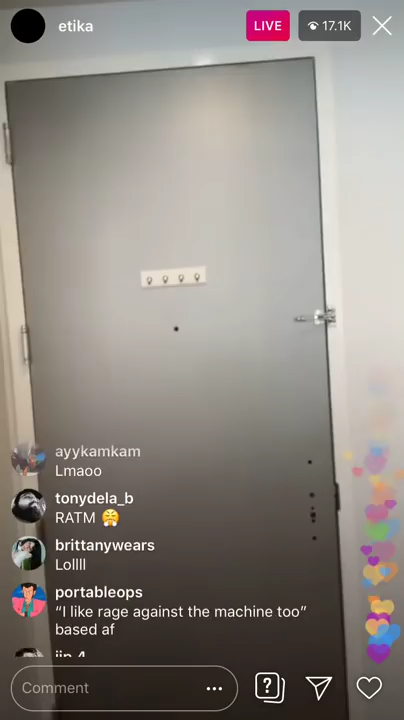 etika
LIVE
17.1K
ayykamkam
Lmaoo
tonydela_b
RATM 😤
brittanywears
Lollll
portableops
“I like rage against the machine too”
based af
Comment